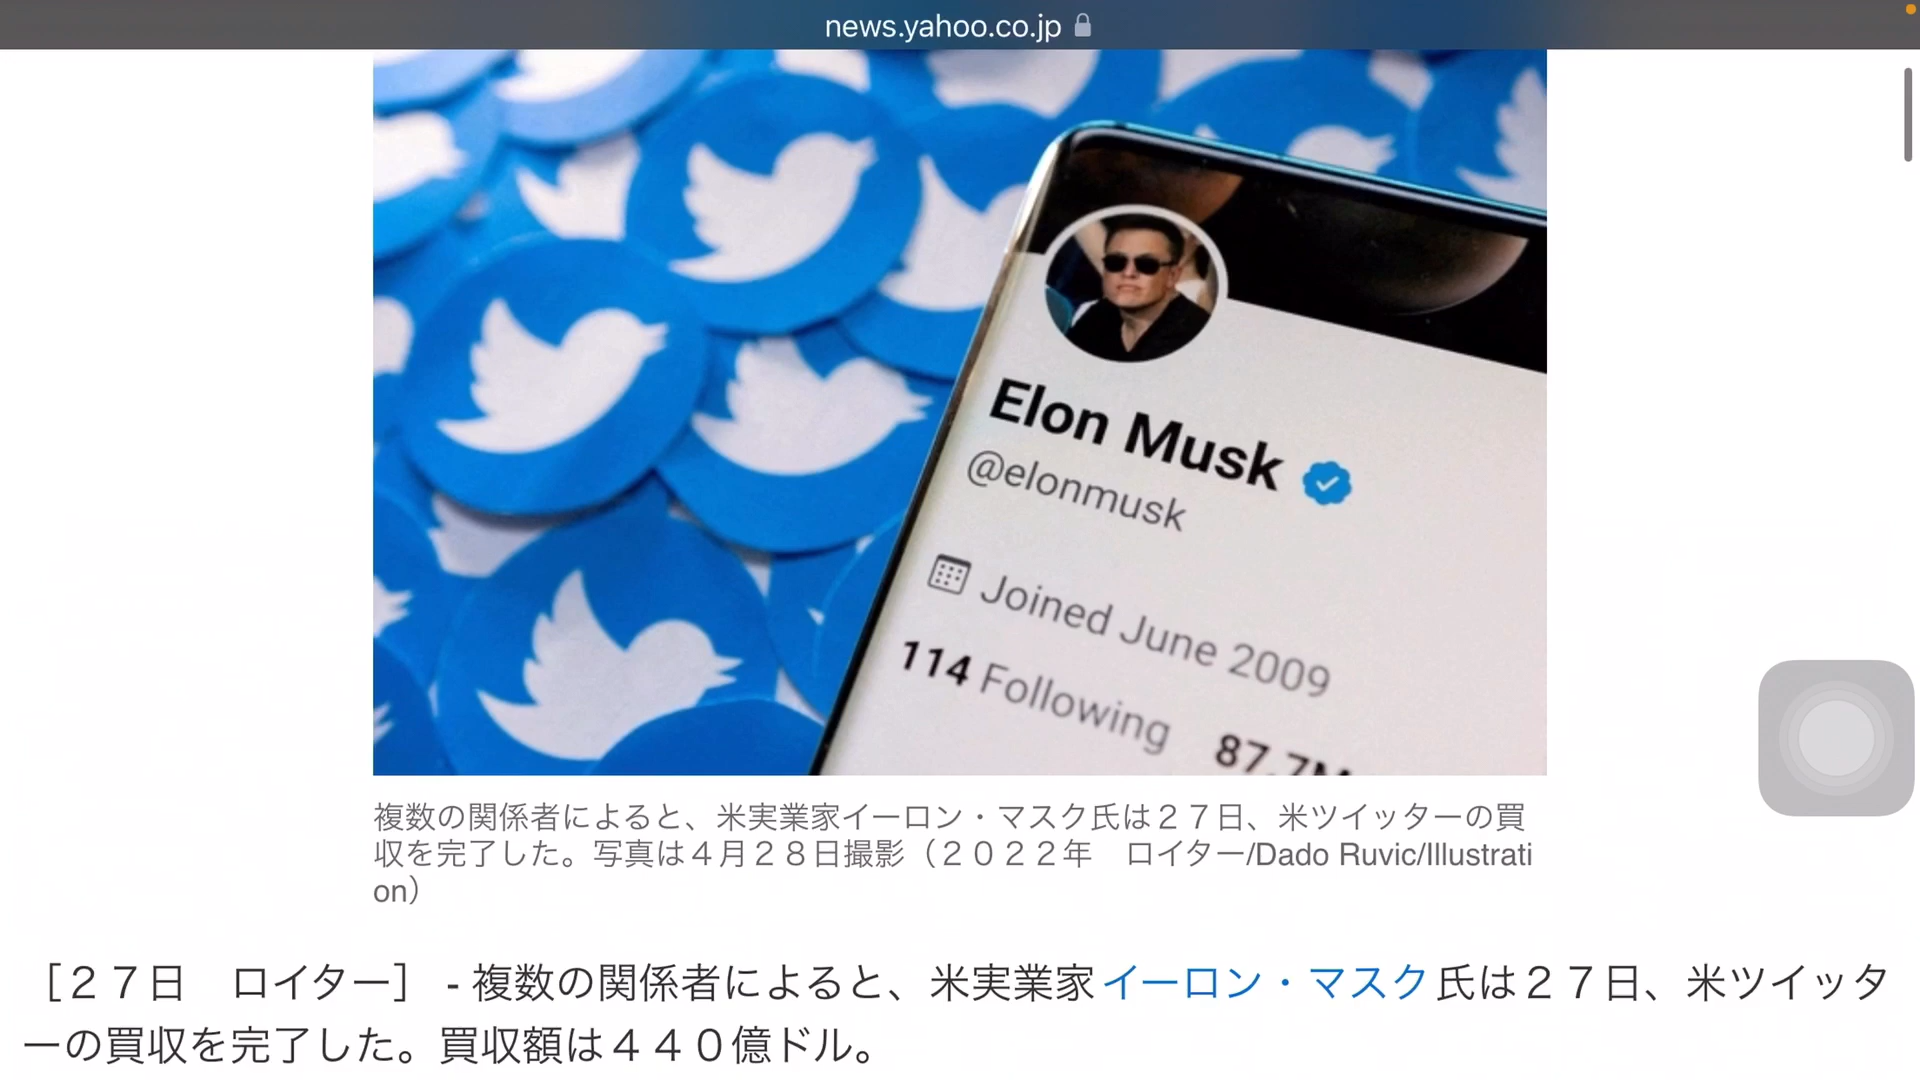 news.yahoo.co.jp
Elon Musk
@elonmusk
Joined June 2009
114 Following 87.7M
複数の関係者によると、米実業家イーロン・マスク氏は２７日、米ツイッターの買
収を完了した。写真は４月２８日撮影（２０２２年　ロイター/Dado Ruvic/Illustrati
on）
［２７日　ロイター］ - 複数の関係者によると、米実業家イーロン・マスク氏は２７日、米ツイッタ
ーの買収を完了した。買収額は４４０億ドル。